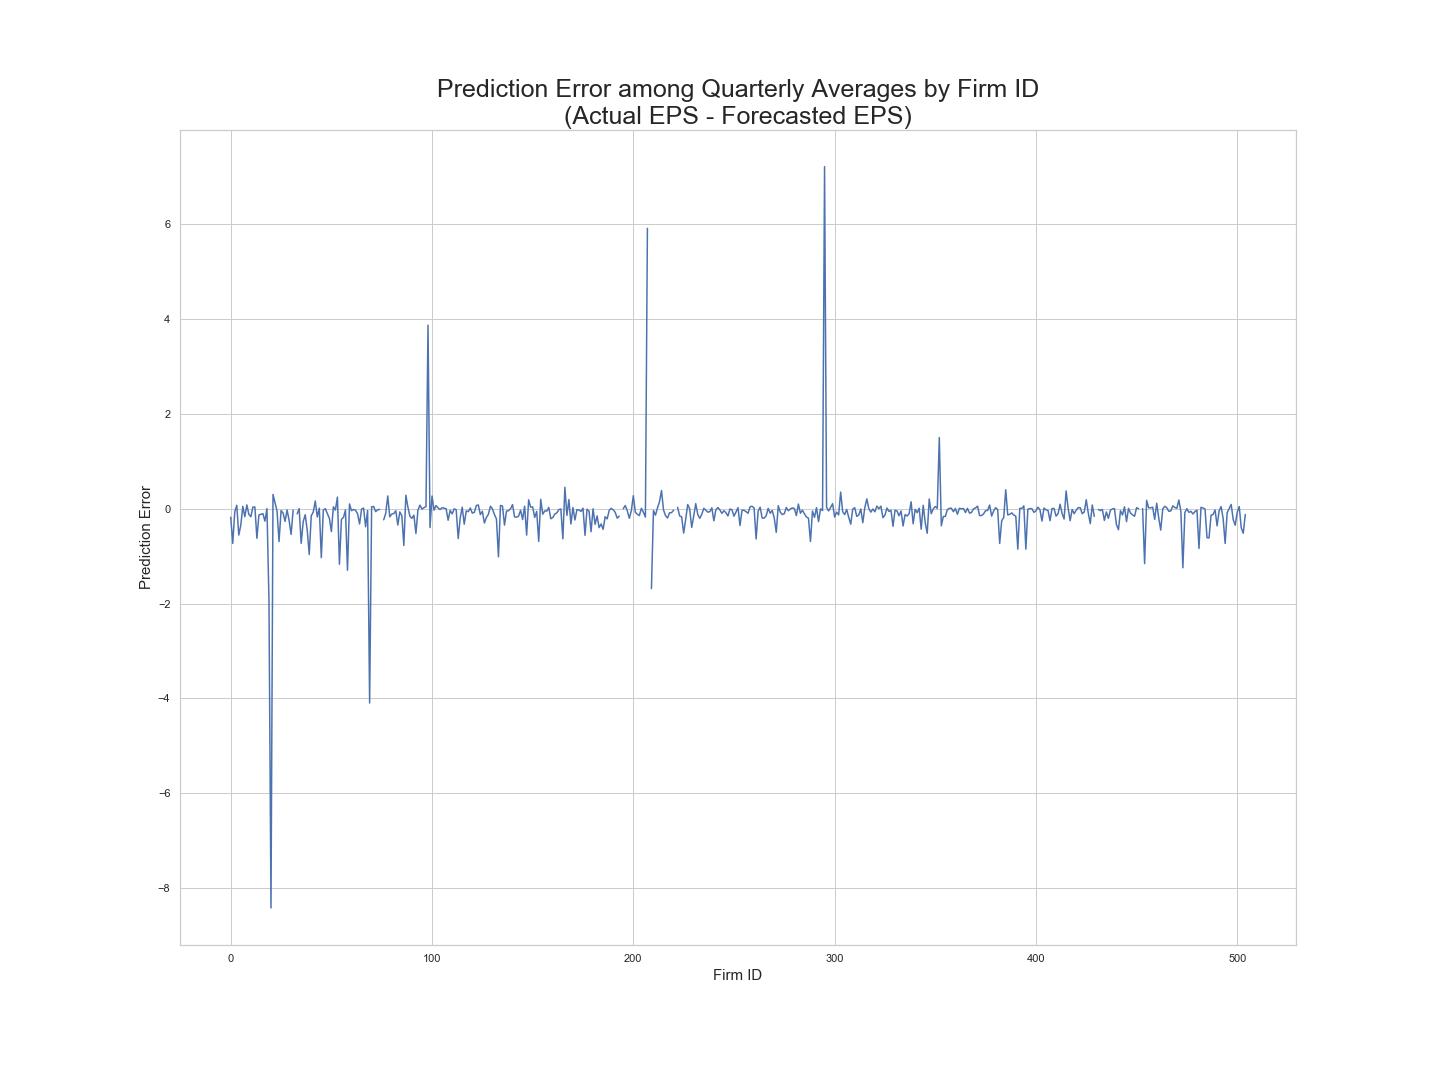 Prediction Error among Quarterly Averages by Firm ID
(Actual EPS - Forecasted EPS)
6
4
2
0
−2
−4
−6
−8
Prediction Error
0 100 200 300 400 500
Firm ID